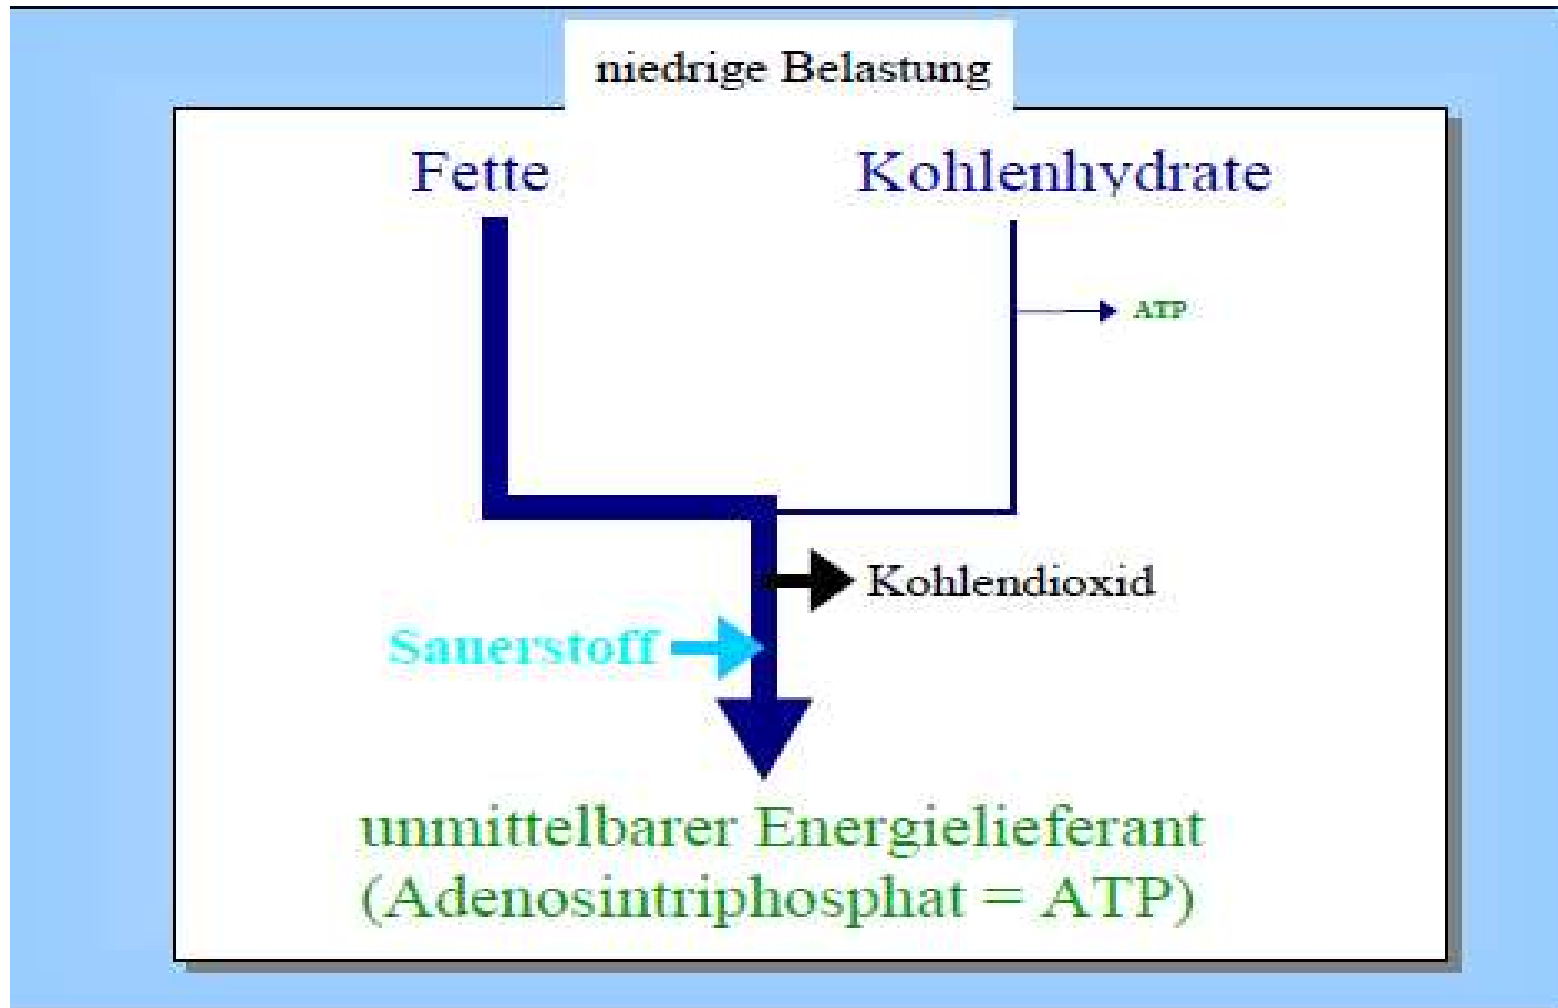 niedrige Belastung
Fette
Kohlenhydrate
ATP
Kohlendioxid
Sauerstoff
unmittelbarer Energielieferant
(Adenosintriphosphat = ATP)